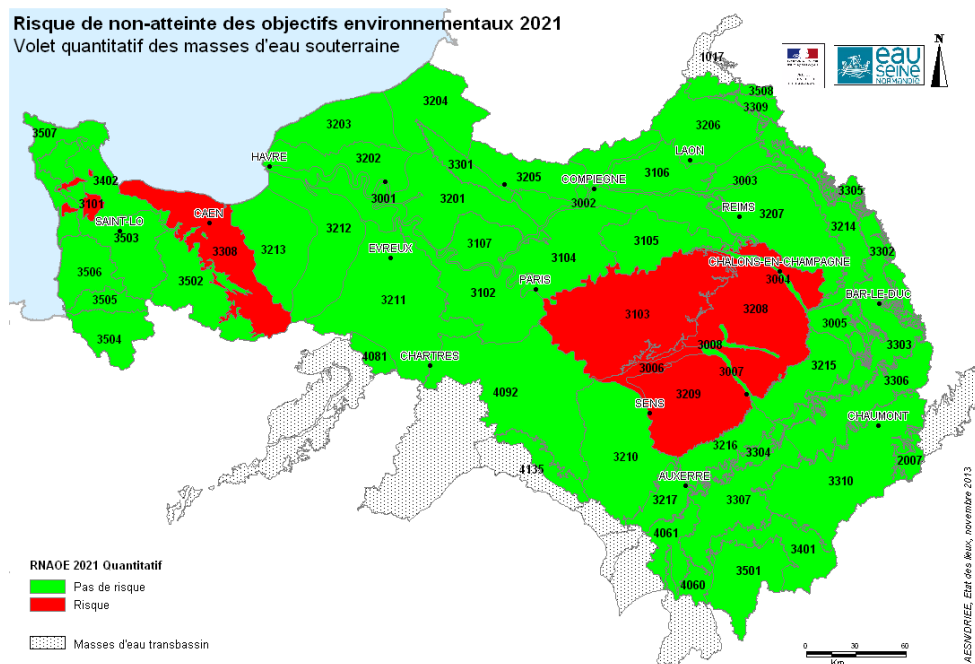 Risque de non-atteinte des objectifs environnementaux 2021
Volet quantitatif des masses d'eau souterraine
N
eau
SEINE
NORMANDIE
1017
3508
3309
3204
3203
3206
3507
HAVRE
3202
LAON
3301
3205
3106
3402
COMPIEGNE
3003
3305
3101
3001
3201
3002
REIMS
3207
SAINT-LO
CAEN
3214
3503
3212
3107
3105
3308
3213
EVREUX
3104
3302
CHALONS-EN-CHAMPAGNE
3506
3502
PARIS
3004
3505
3211
3102
3103
3208
BAR-LE-DUC
3005
3504
3008
3303
4081
CHARTRES
3006
3007
3215
3306
4092
3209
SENS
CHAUMONT
3216
3304
3210
2007
4135
AUXERRE
3310
3217
3307
4061
3401
3501
4060
RNAOE 2021 Quantitatif
Pas de risque
Risque
Masses d'eau transbassin
0 30 60
Km
AESN/DRIEE, Etat des lieux, novembre 2013